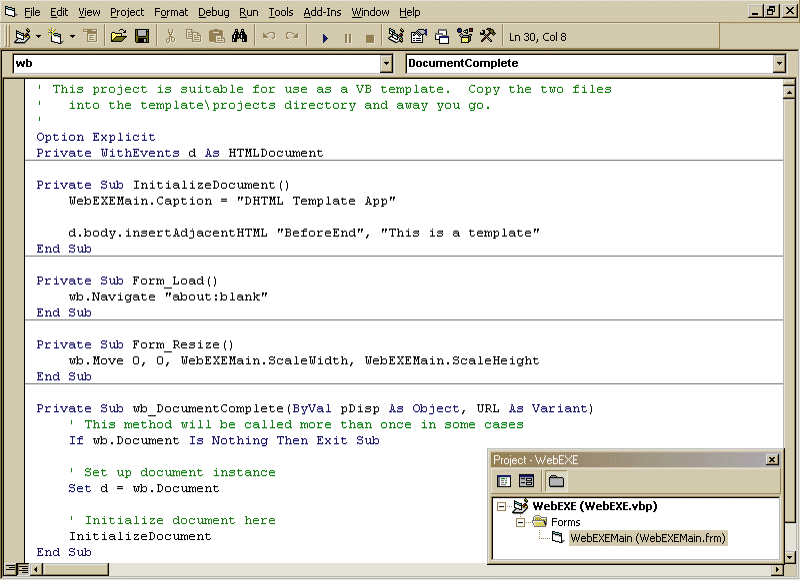 File Edit View Project Format Debug Run Tools Add-Ins Window Help
Ln 30, Col 8
wb DocumentComplete
' This project is suitable for use as a VB template.  Copy the two files
'   into the template\projects directory and away you go.
'
Option Explicit
Private WithEvents d As HTMLDocument
Private Sub InitializeDocument()
    WebEXEMain.Caption = "DHTML Template App"
    d.body.insertAdjacentHTML "BeforeEnd", "This is a template"
End Sub
Private Sub Form_Load()
    wb.Navigate "about:blank"
End Sub
Private Sub Form_Resize()
    wb.Move 0, 0, WebEXEMain.ScaleWidth, WebEXEMain.ScaleHeight
End Sub
Private Sub wb_DocumentComplete(ByVal pDisp As Object, URL As Variant)
    ' This method will be called more than once in some cases
    If wb.Document Is Nothing Then Exit Sub
    ' Set up document instance
    Set d = wb.Document
    ' Initialize document here
    InitializeDocument
End Sub
Project - WebEXE
WebEXE (WebEXE.vbp)
Forms
WebEXEMain (WebEXEMain.frm)